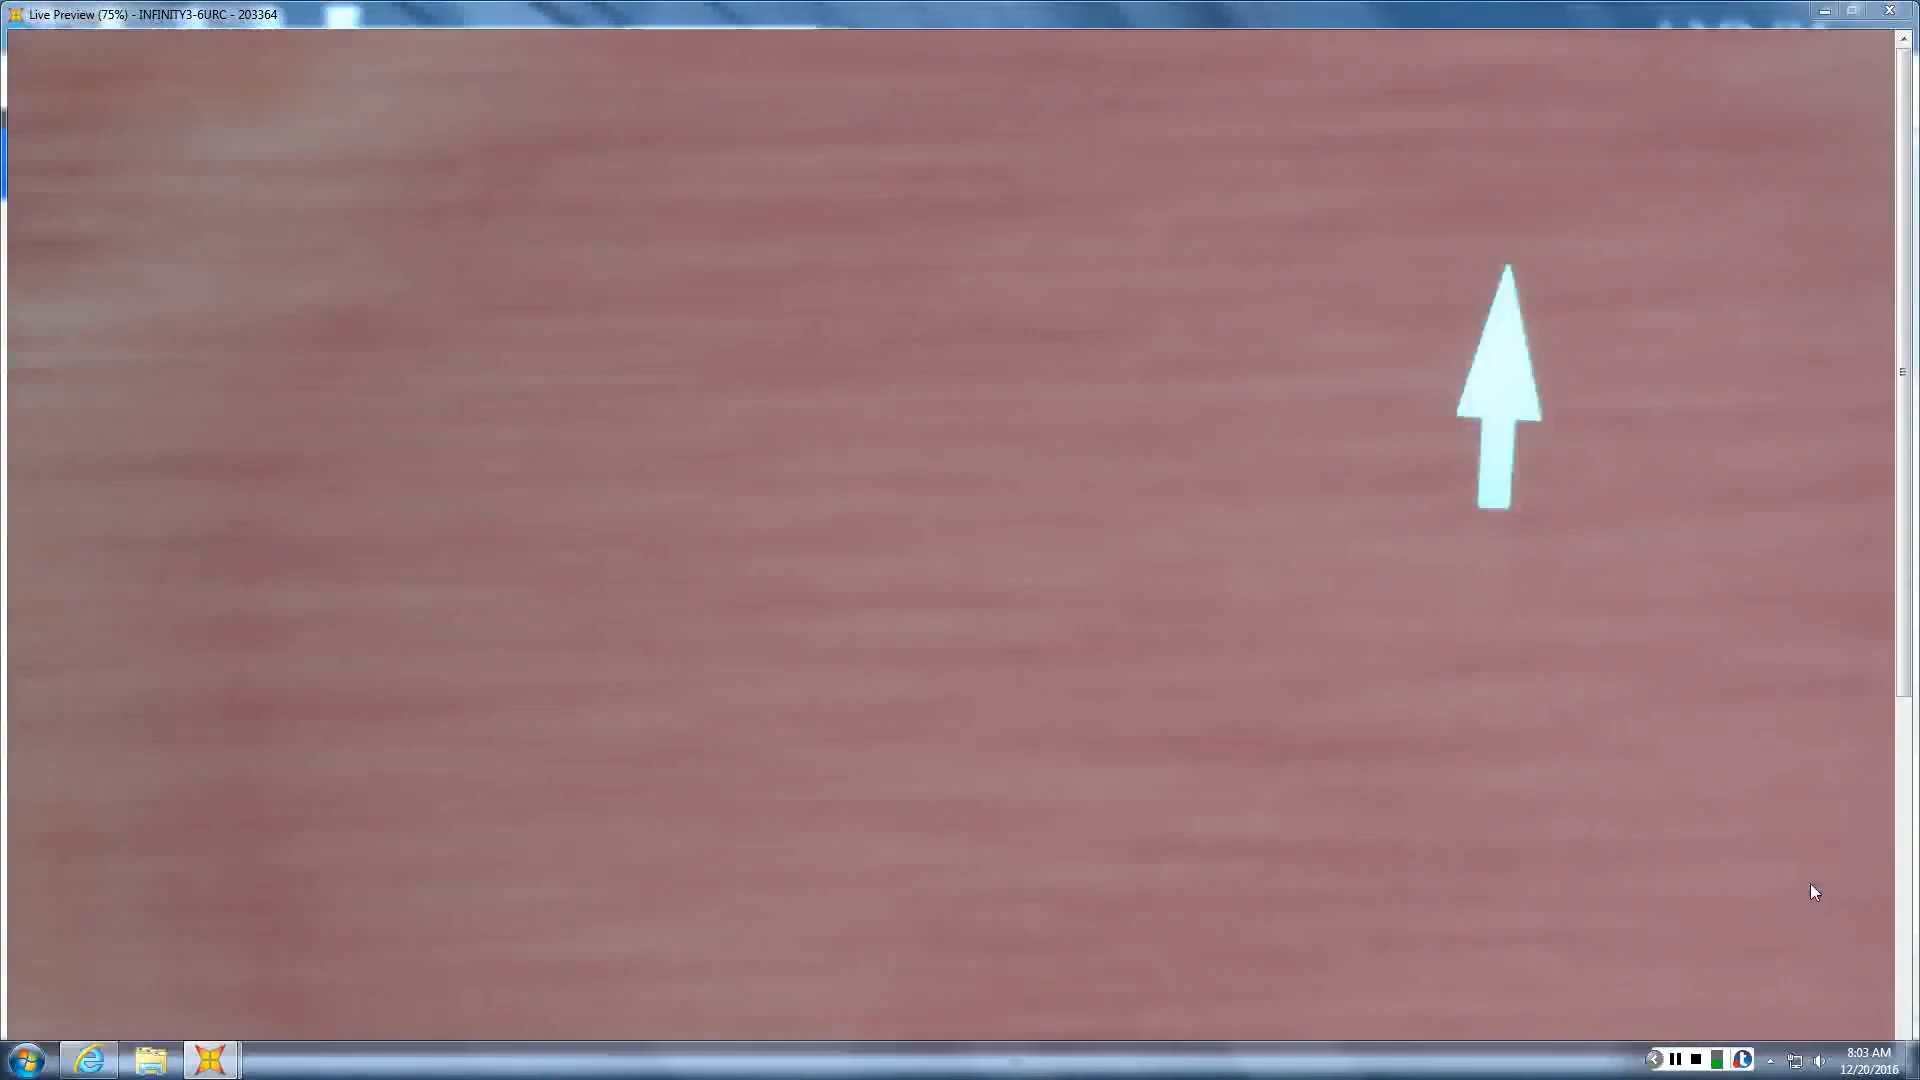 Live Preview (75%) - INFINITY3-6URC - 203364
8:03 AM
12/20/2016